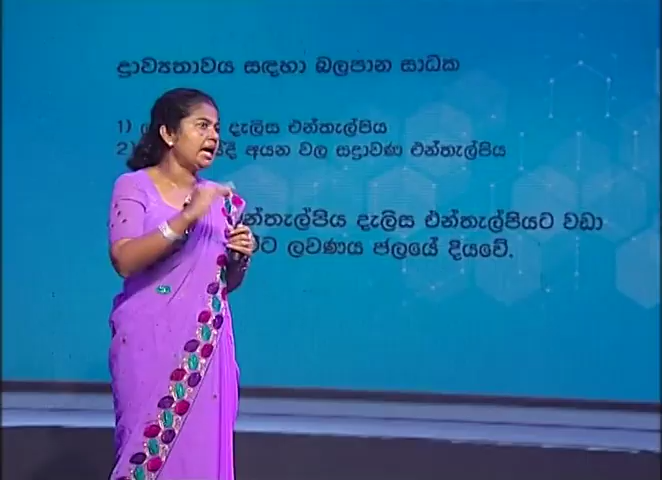 ද්‍රාව්‍යතාවය සඳහා බලපාන සාධක
1) දැලිස එන්තැල්පිය
2) අයන වල සද්‍රාවණ එන්තැල්පිය
දැලිස එන්තැල්පියට වඩා
ලවණය ජලයේ දියවේ.